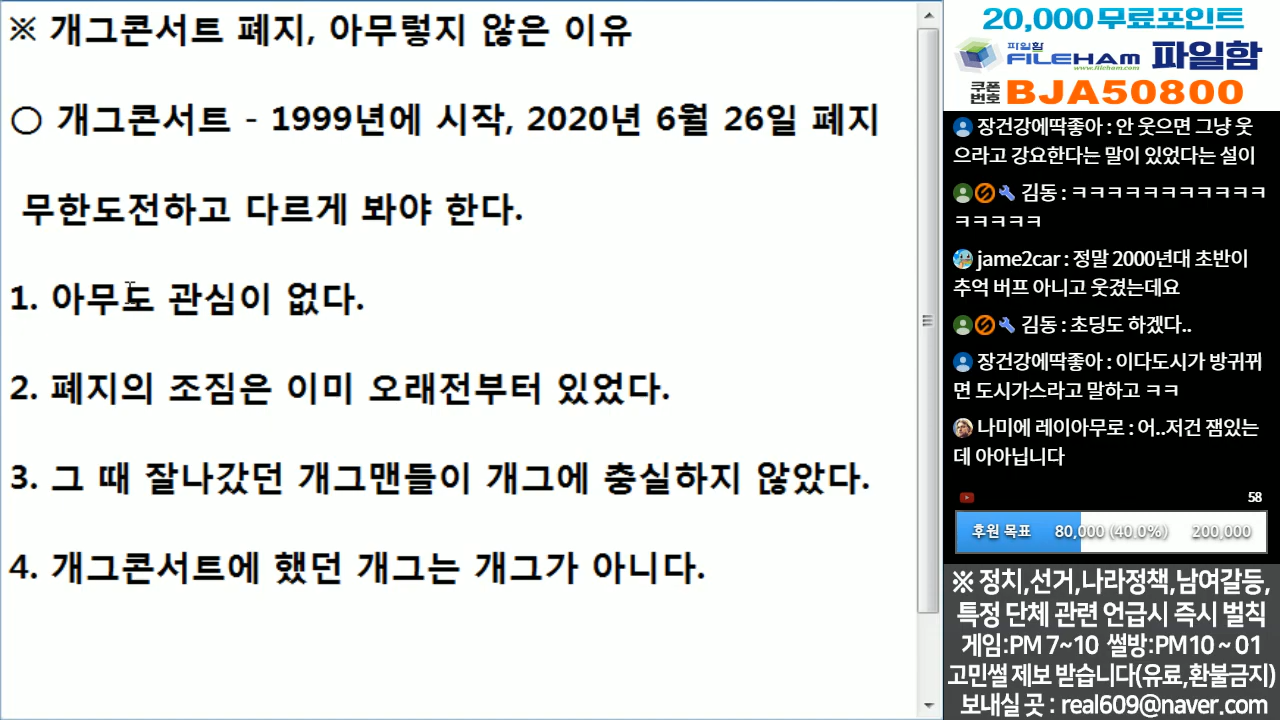 ※ 개그콘서트 폐지, 아무렇지 않은 이유
○ 개그콘서트 - 1999년에 시작, 2020년 6월 26일 폐지
무한도전하고 다르게 봐야 한다.
1. 아무도 관심이 없다.
2. 폐지의 조짐은 이미 오래전부터 있었다.
3. 그 때 잘나갔던 개그맨들이 개그에 충실하지 않았다.
4. 개그콘서트에 했던 개그는 개그가 아니다.
20,000 무료포인트
파일함
FILEHAM 파일함
www.fileham.com
쿠폰
번호 BJA50800
장건강에딱좋아 : 안 웃으면 그냥 웃
으라고 강요한다는 말이 있었다는 설이
김동 : ㅋㅋㅋㅋㅋㅋㅋㅋㅋㅋㅋ
ㅋㅋㅋㅋㅋ
jame2car : 정말 2000년대 초반이
추억 버프 아니고 웃겼는데요
김동 : 초딩도 하겠다..
장건강에딱좋아 : 이다도시가 방귀뀌
면 도시가스라고 말하고 ㅋㅋ
나미에 레이아무로 : 어..저건 잼있는
데 아아닙니다
58
후원 목표 80,000 (40.0%) 200,000
※ 정치,선거,나라정책,남여갈등,
특정 단체 관련 언급시 즉시 벌칙
게임:PM 7~10 썰방:PM10 ~ 01
고민썰 제보 받습니다(유료,환불금지)
보내실 곳 : real609@naver.com